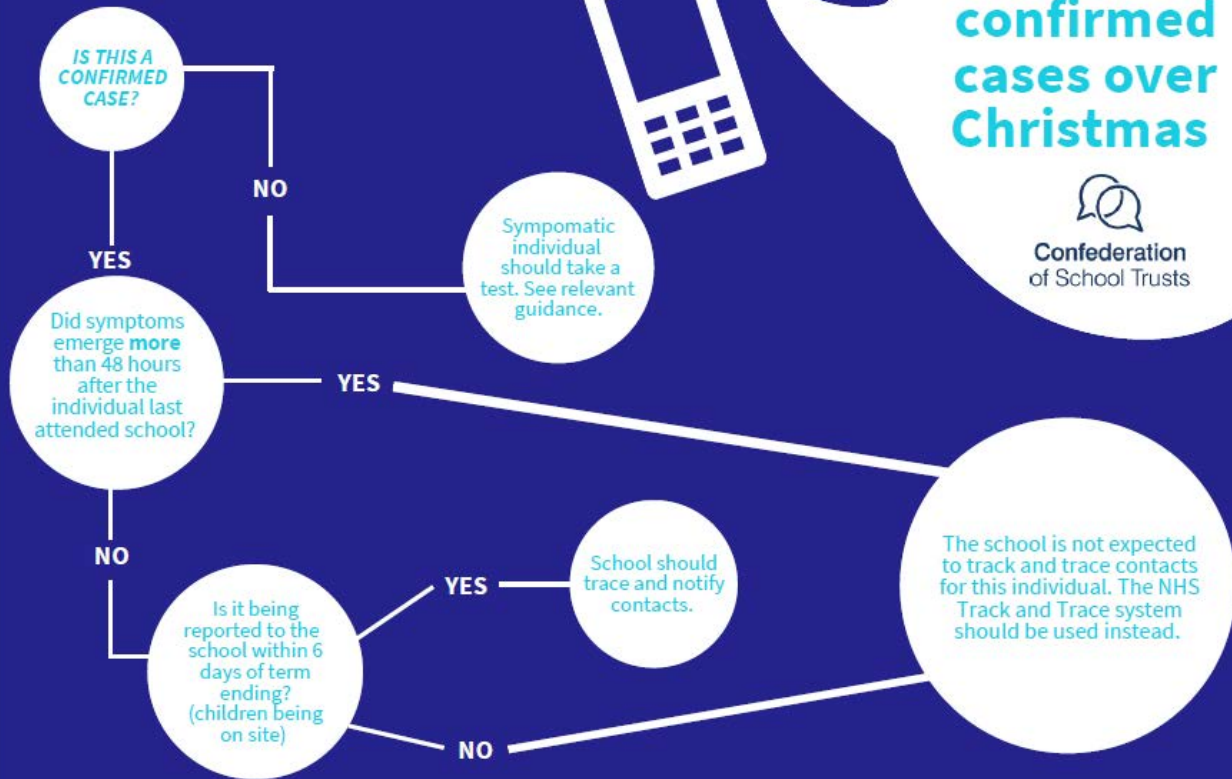 confirmed
cases over
Christmas
Confederation
of School Trusts
IS THIS A
CONFIRMED
CASE?
NO
YES
Sympomatic
individual
should take a
test. See relevant
guidance.
Did symptoms
emerge more
than 48 hours
after the
individual last
attended school?
YES
NO
Is it being
reported to the
school within 6
days of term
ending?
(children being
on site)
YES
School should
trace and notify
contacts.
NO
The school is not expected
to track and trace contacts
for this individual. The NHS
Track and Trace system
should be used instead.